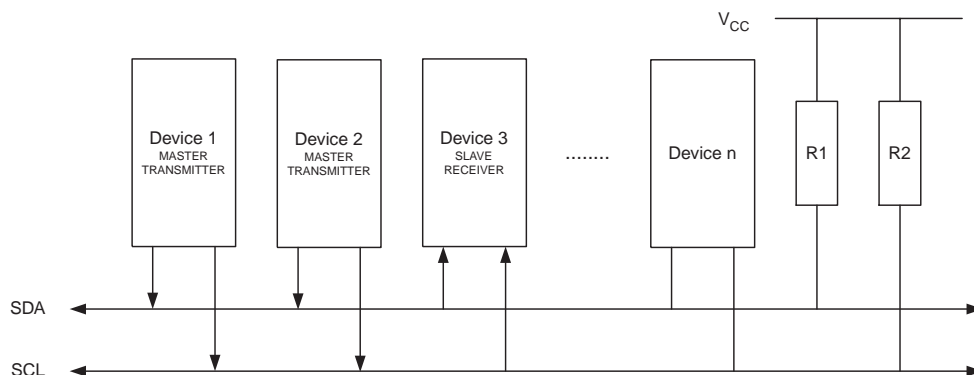 V_CC
Device 1
MASTER
TRANSMITTER
Device 2
MASTER
TRANSMITTER
Device 3
SLAVE
RECEIVER
........
Device n
R1
R2
SDA
SCL